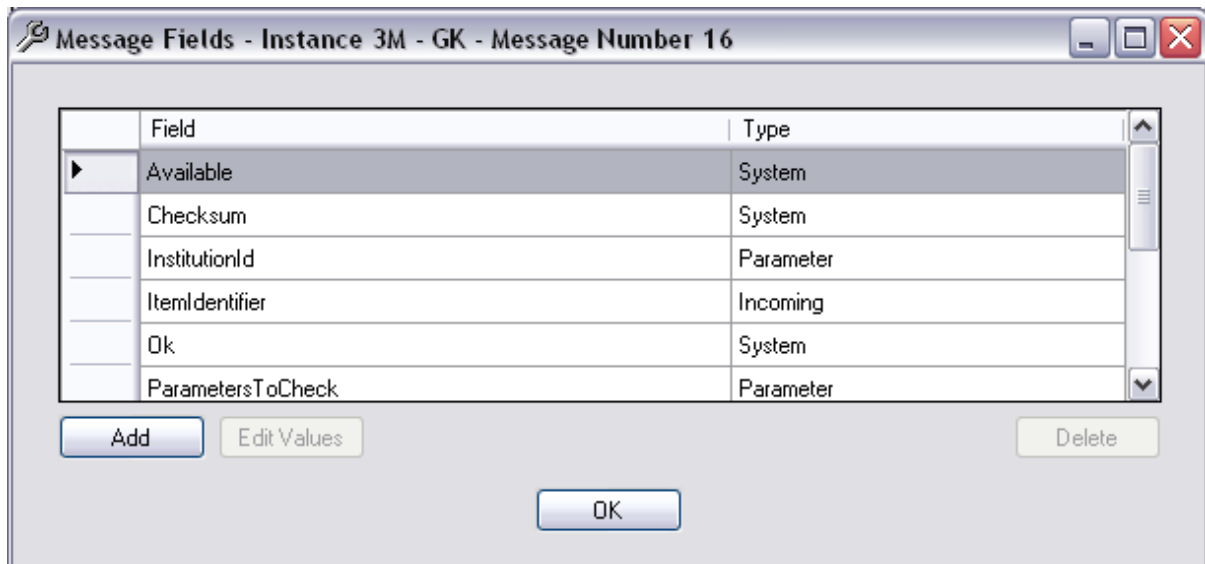 Message Fields - Instance 3M - GK - Message Number 16
Field Type
Available System
Checksum System
InstitutionId Parameter
ItemIdentifier Incoming
Ok System
ParametersToCheck Parameter
Add Edit Values Delete
OK